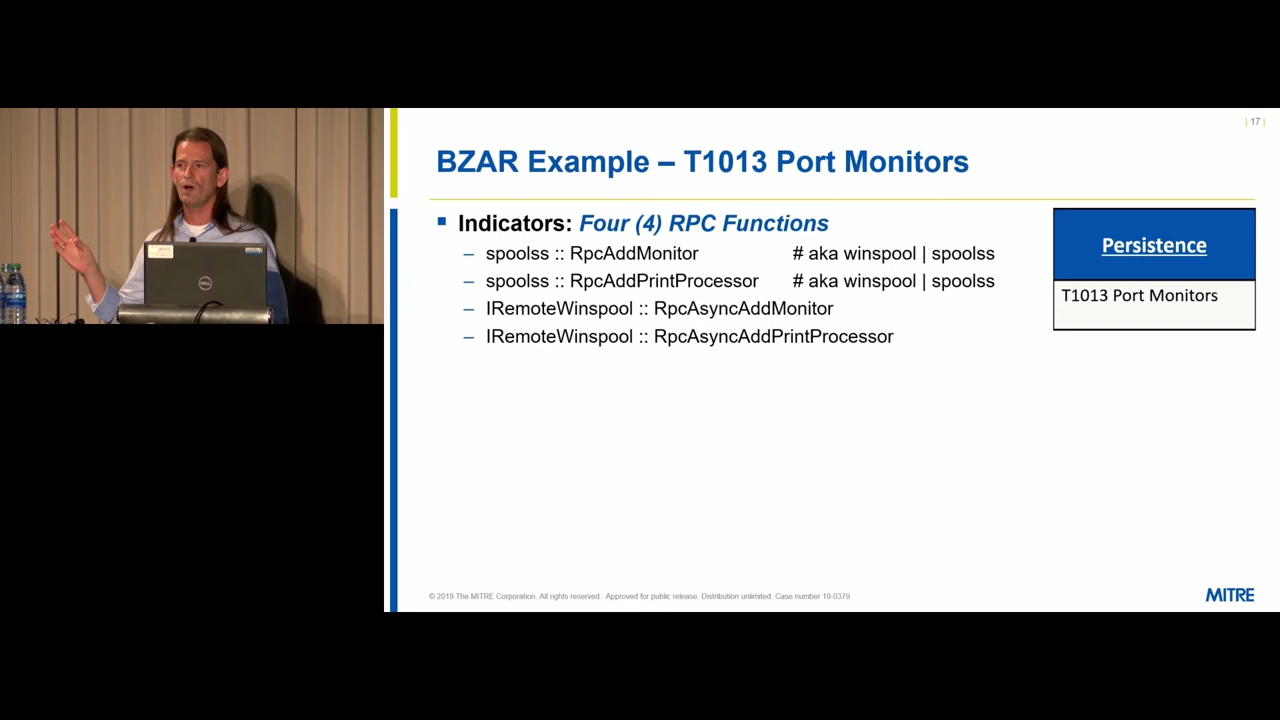 | 17 |
BZAR Example – T1013 Port Monitors
▪ Indicators: Four (4) RPC Functions
– spoolss :: RpcAddMonitor # aka winspool | spoolss
– spoolss :: RpcAddPrintProcessor # aka winspool | spoolss
– IRemoteWinspool :: RpcAsyncAddMonitor
– IRemoteWinspool :: RpcAsyncAddPrintProcessor
Persistence
T1013 Port Monitors
DELL
© 2019 The MITRE Corporation. All rights reserved. Approved for public release. Distribution unlimited. Case number 19-0379.
MITRE